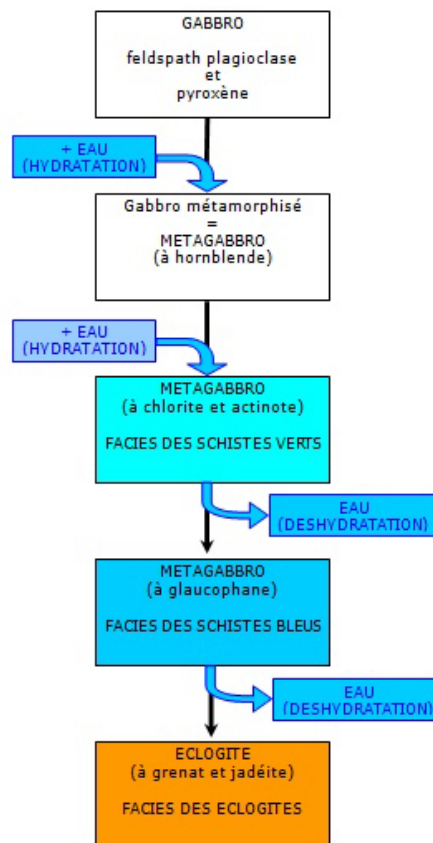 GABBRO
feldspath plagioclase
et
pyroxène
+ EAU
(HYDRATATION)
Gabbro métamorphisé
=
METAGABBRO
(à hornblende)
+ EAU
(HYDRATATION)
METAGABBRO
(à chlorite et actinote)
FACIES DES SCHISTES VERTS
EAU
(DESHYDRATATION)
METAGABBRO
(à glaucophane)
FACIES DES SCHISTES BLEUS
EAU
(DESHYDRATATION)
ECLOGITE
(à grenat et jadéite)
FACIES DES ECLOGITES